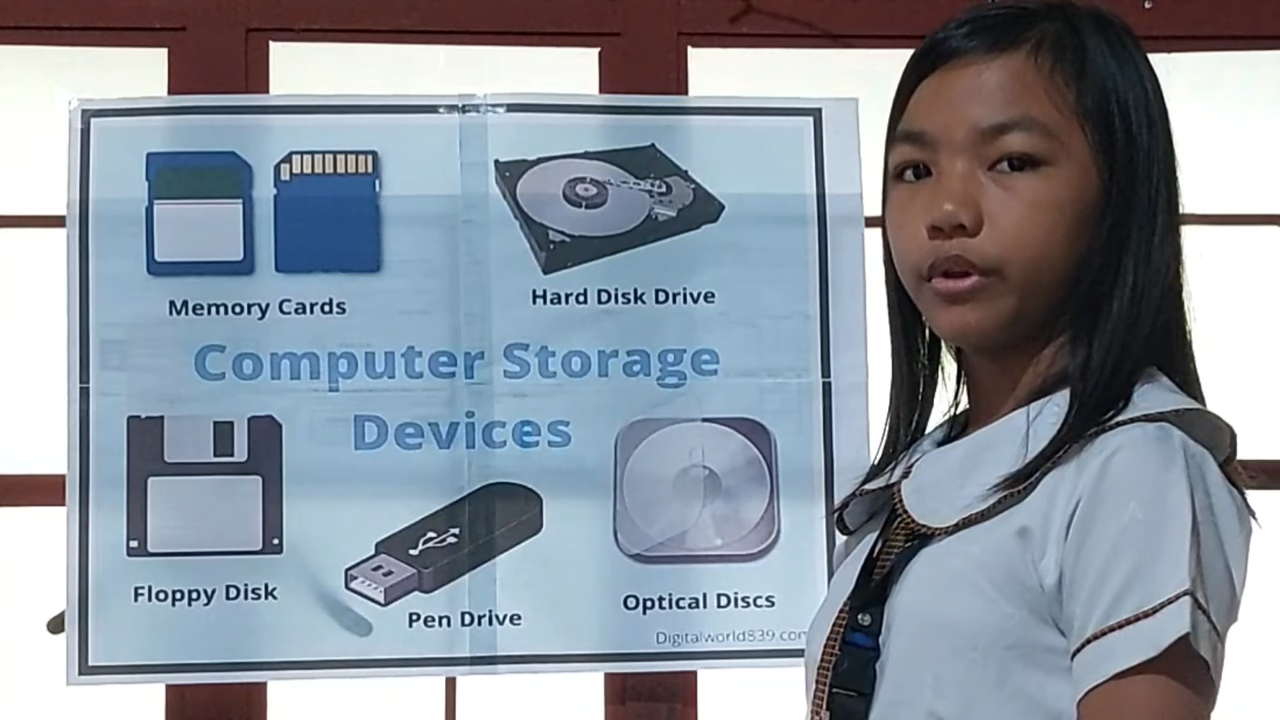 Memory Cards
Hard Disk Drive
Computer Storage
Devices
Floppy Disk
Pen Drive
Optical Discs
Digitalworld839.com